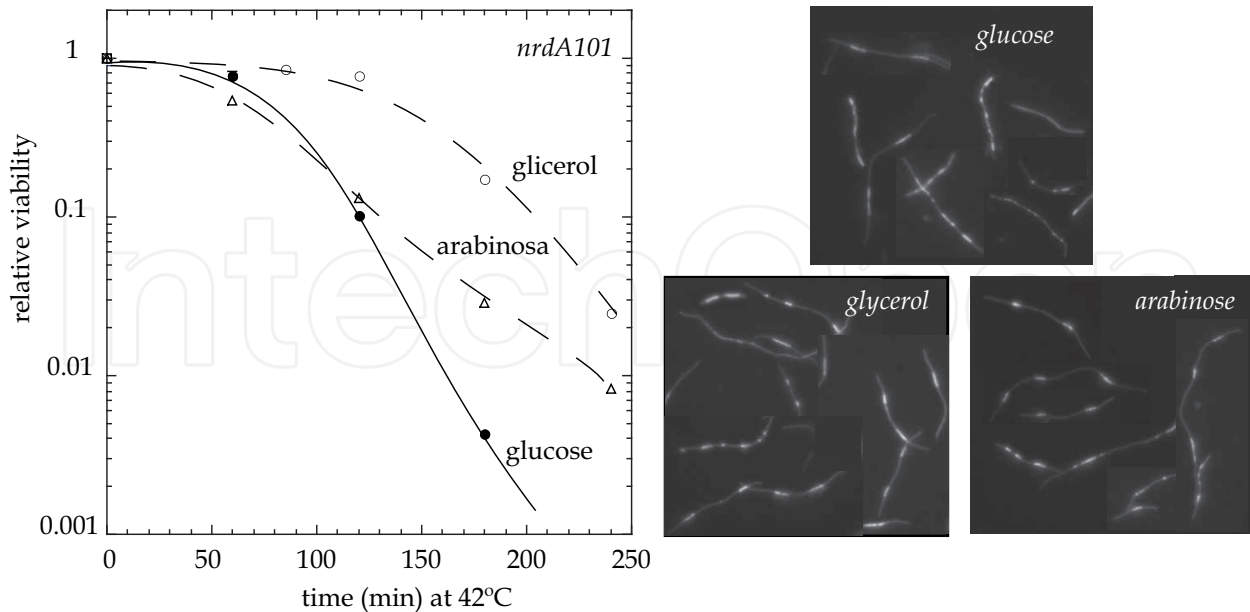 nrdA101
1
0.1
0.01
0.001
relative viability
glicerol
arabinosa
glucose
0 50 100 150 200 250
time (min) at 42ºC
glucose
glycerol
arabinose
IntechOpen